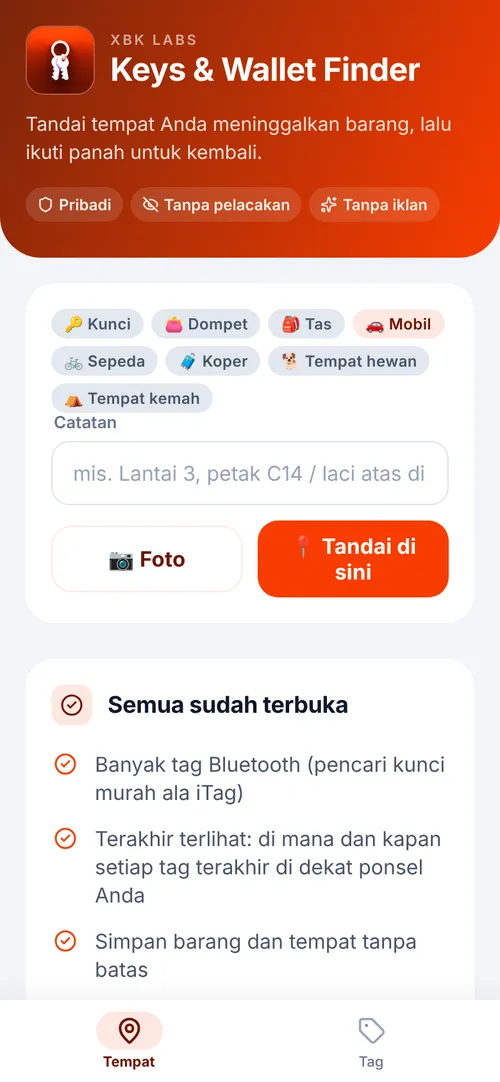 XBK LABS
Keys & Wallet Finder
Tandai tempat Anda meninggalkan barang, lalu
ikuti panah untuk kembali.
Pribadi
Tanpa pelacakan
Tanpa iklan
Kunci
Dompet
Tas
Mobil
Sepeda
Koper
Tempat hewan
Tempat kemah
Catatan
mis. Lantai 3, petak C14 / laci atas di
Foto
Tandai di
sini
Semua sudah terbuka
Banyak tag Bluetooth (pencari kunci
murah ala iTag)
Terakhir terlihat: di mana dan kapan
setiap tag terakhir di dekat ponsel
Anda
Simpan barang dan tempat tanpa
batas
Tempat
Tag